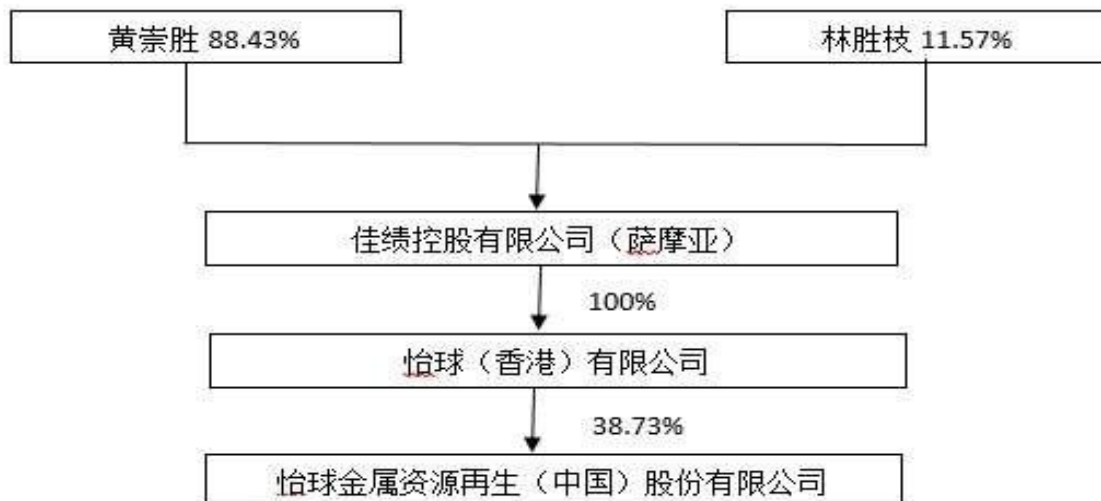 黄崇胜 88.43%
林胜枝 11.57%
佳绩控股有限公司（萨摩亚）
100%
怡球（香港）有限公司
38.73%
怡球金属资源再生（中国）股份有限公司